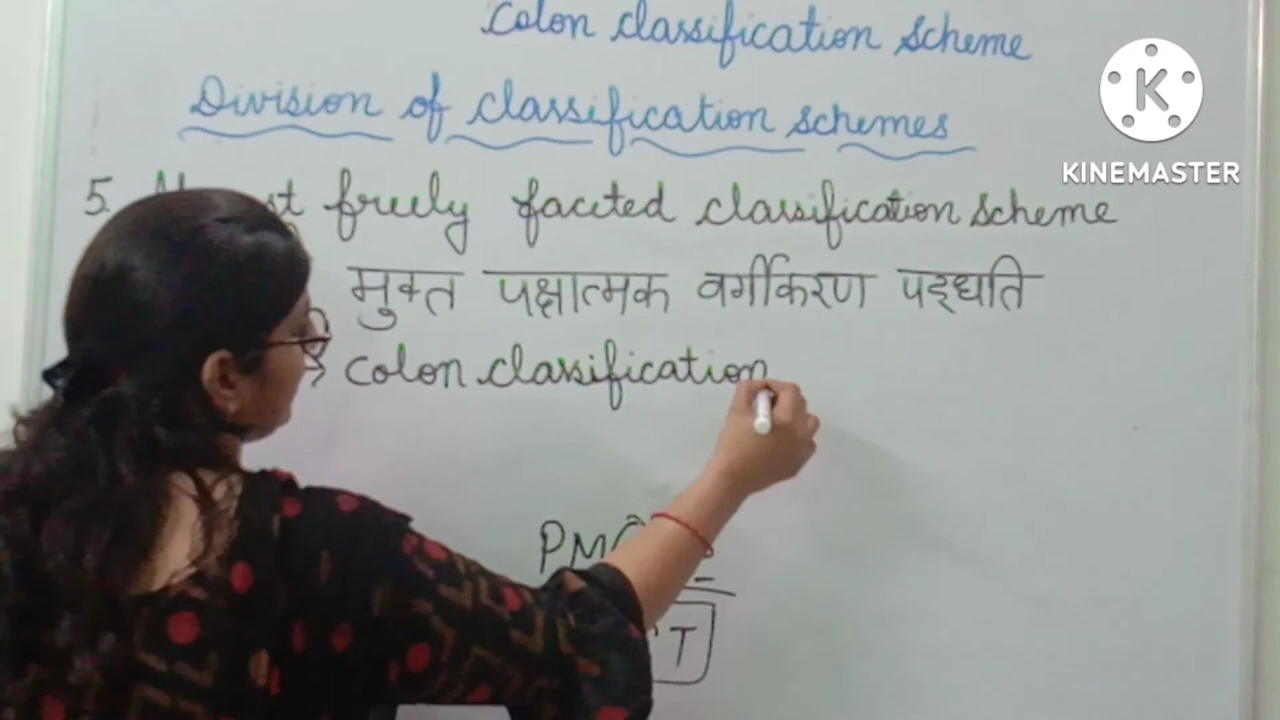 Colon classification Scheme
Division of classification schemes
5. freely faceted classification scheme
मुक्त पक्षात्मक वर्गीकरण पद्धति
colon classification
T
K
KINEMASTER